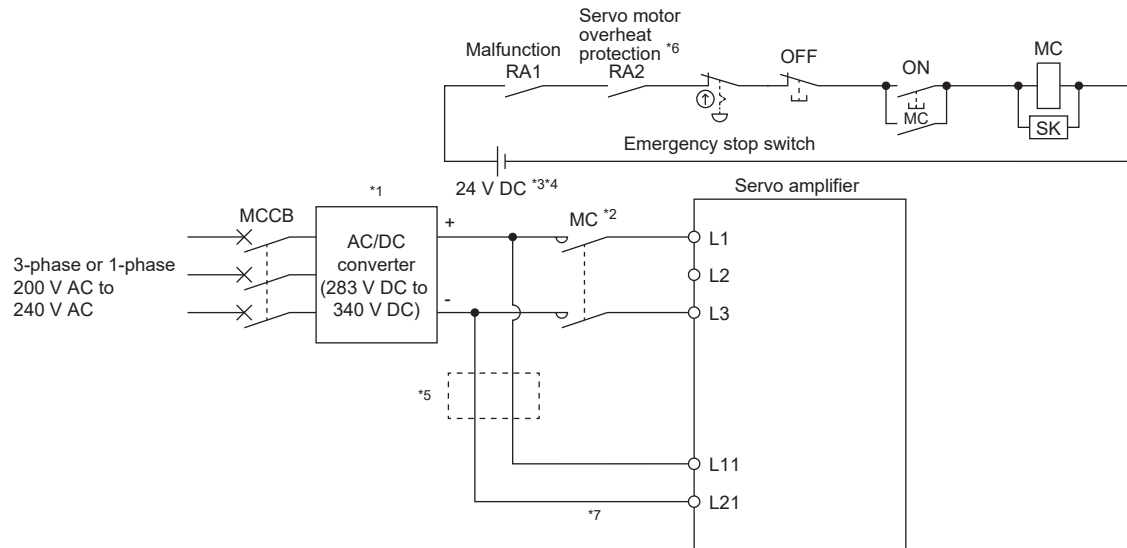 Servo motor
overheat
protection *6
Malfunction
RA1
RA2
OFF
ON
MC
MC
SK
Emergency stop switch
24 V DC *3*4
Servo amplifier
*1
MCCB
+
MC *2
L1
3-phase or 1-phase
200 V AC to
240 V AC
AC/DC
converter
(283 V DC to
340 V DC)
L2
-
L3
*5
L11
L21
*7